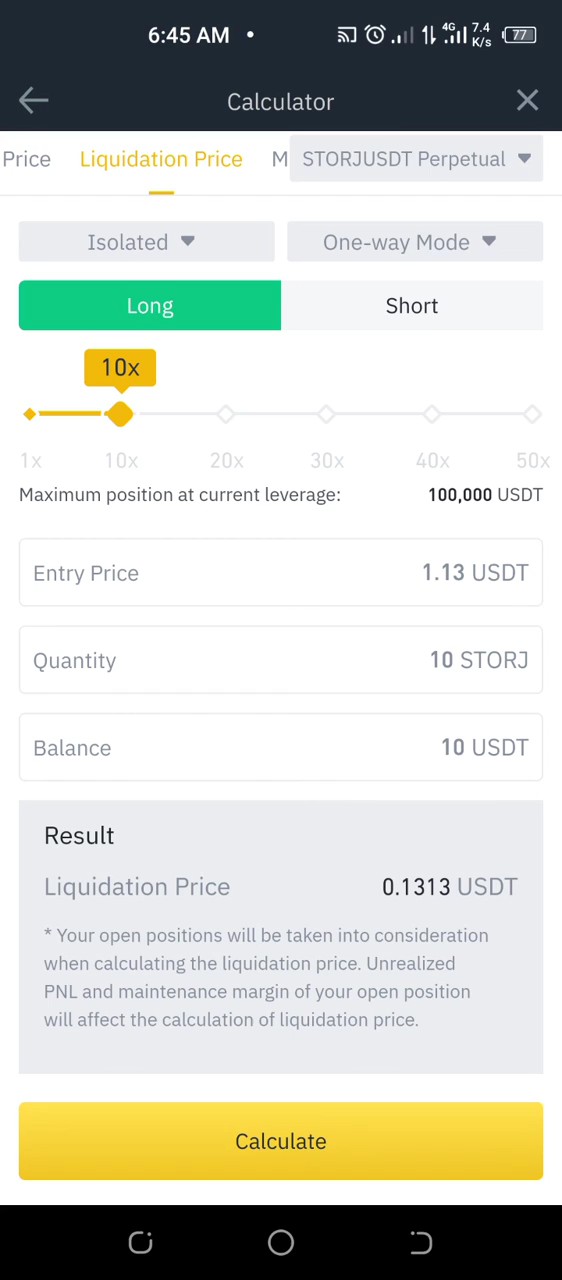 6:45 AM •
4G 7.4 K/s 77
Calculator
Price Liquidation Price M STORJUSDT Perpetual
Isolated One-way Mode
Long Short
10x
1x 10x 20x 30x 40x 50x
Maximum position at current leverage: 100,000 USDT
Entry Price 1.13 USDT
Quantity 10 STORJ
Balance 10 USDT
Result
Liquidation Price 0.1313 USDT
* Your open positions will be taken into consideration
when calculating the liquidation price. Unrealized
PNL and maintenance margin of your open position
will affect the calculation of liquidation price.
Calculate